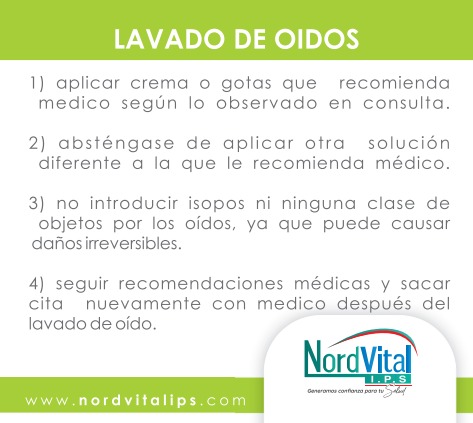 LAVADO DE OIDOS
1) aplicar crema o gotas que recomienda
medico según lo observado en consulta.
2) absténgase de aplicar otra solución
diferente a la que le recomienda médico.
3) no introducir isopos ni ninguna clase de
objetos por los oídos, ya que puede causar
daños irreversibles.
4) seguir recomendaciones médicas y sacar
cita nuevamente con medico después del
lavado de oído.
NordVital
I.P.S
Generamos confianza para tu Salud
www.nordvitalips.com